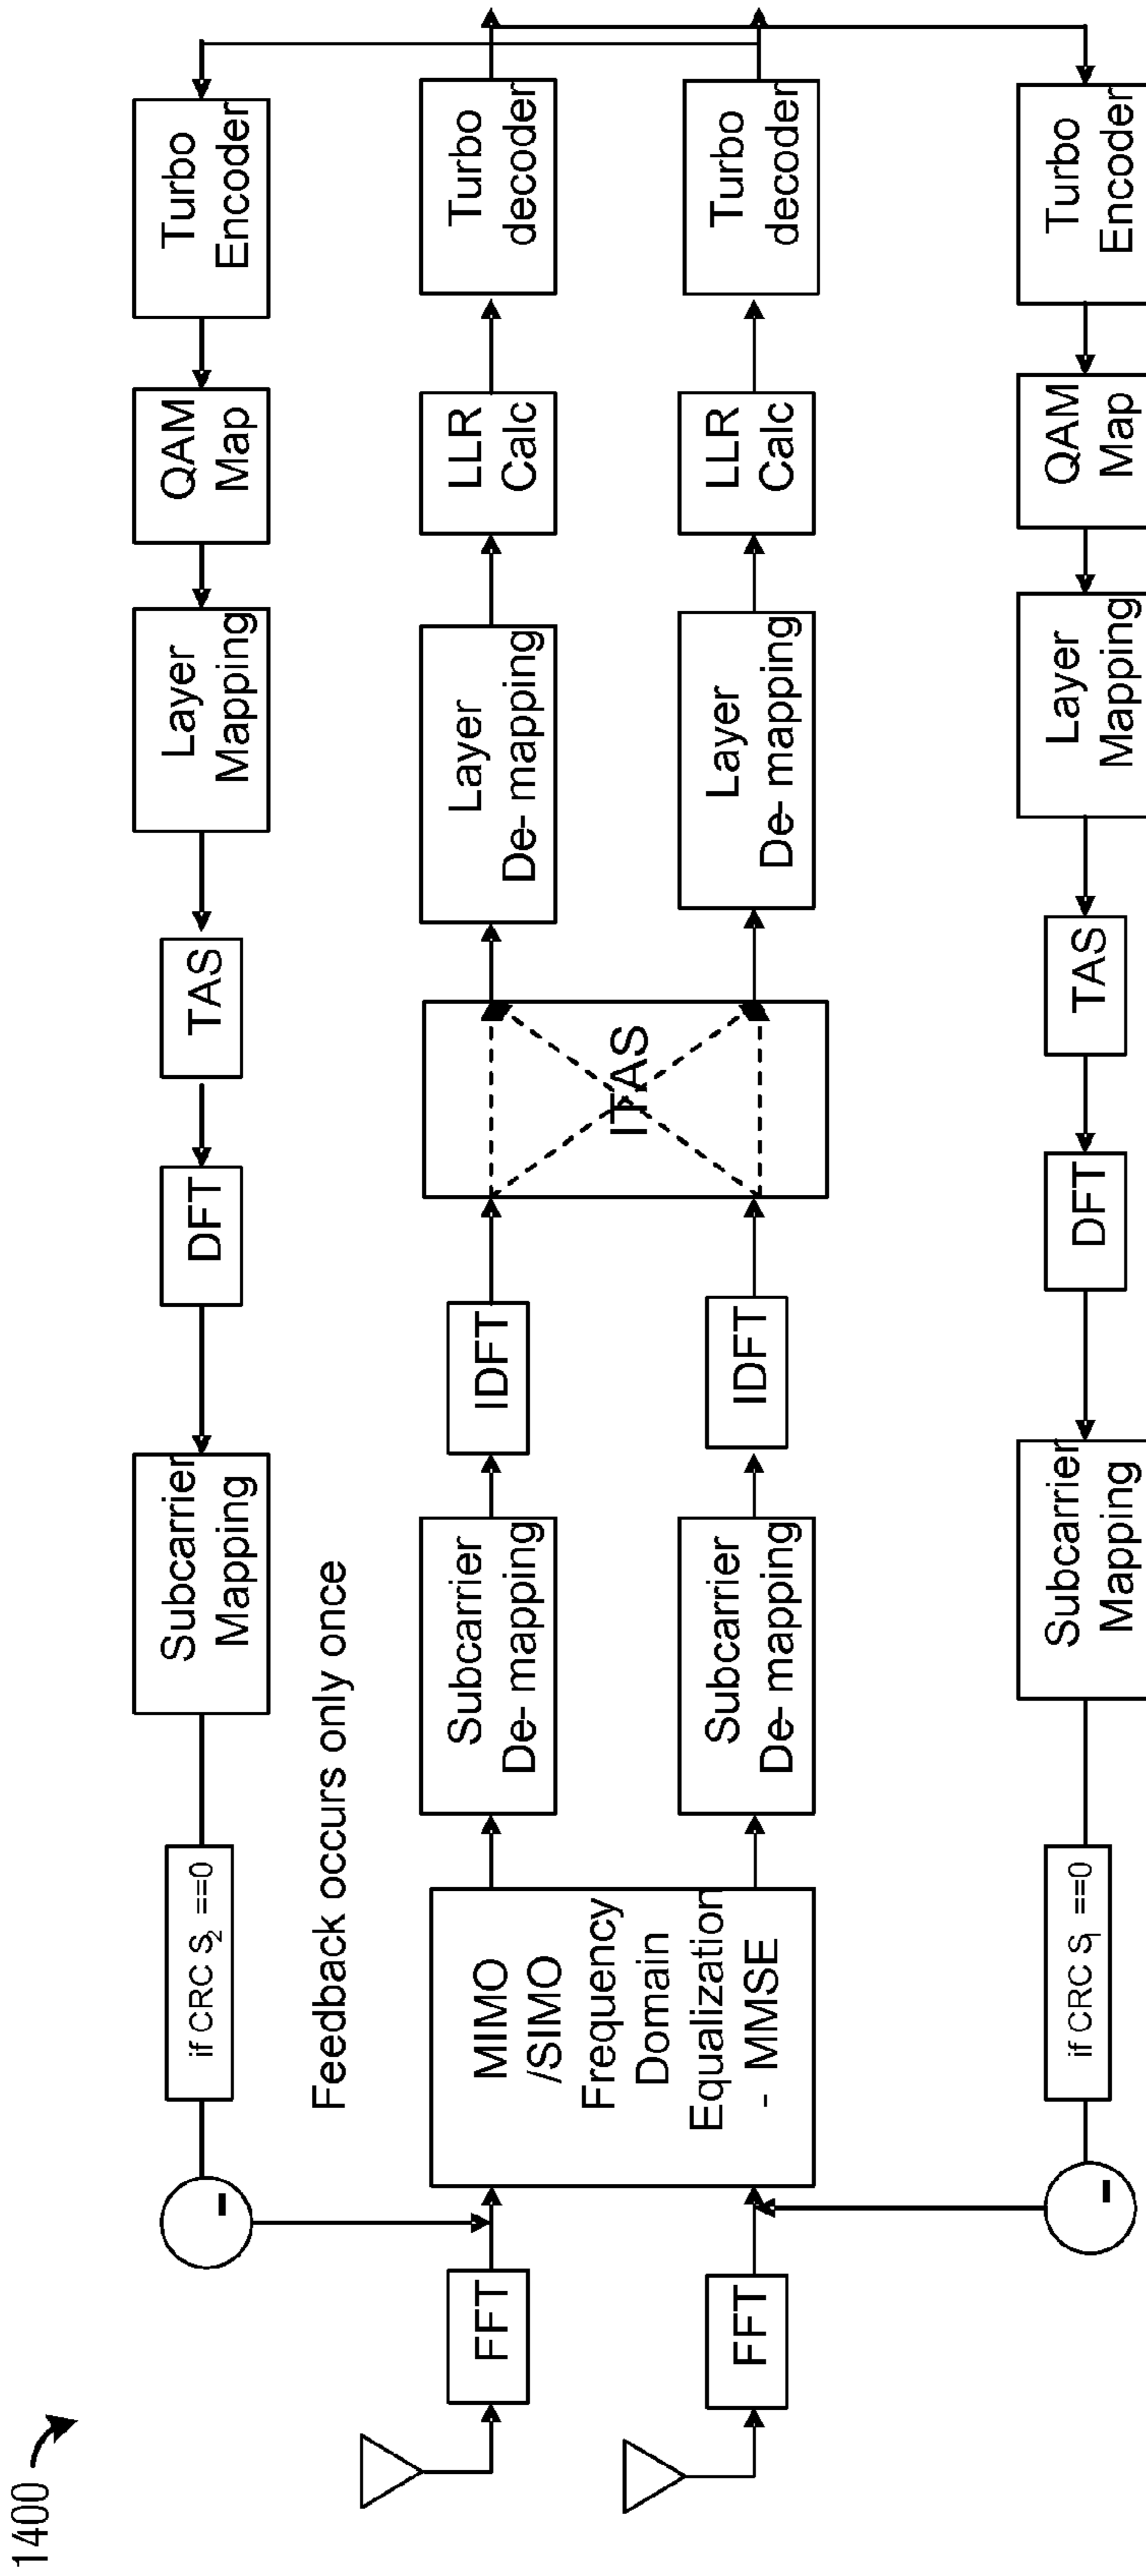 1400
if CRC S₂ ==0
Subcarrier
Mapping
DFT
TAS
Layer
Mapping
QAM
Map
Turbo
Encoder
Feedback occurs only once
FFT
MIMO
/SIMO
Frequency
Domain
Equalization
- MMSE
Subcarrier
De- mapping
IDFT
ITAS
Layer
De- mapping
LLR
Calc
Turbo
decoder
FFT
Subcarrier
De- mapping
IDFT
Layer
De- mapping
LLR
Calc
Turbo
decoder
if CRC S₁ ==0
Subcarrier
Mapping
DFT
TAS
Layer
Mapping
QAM
Map
Turbo
Encoder